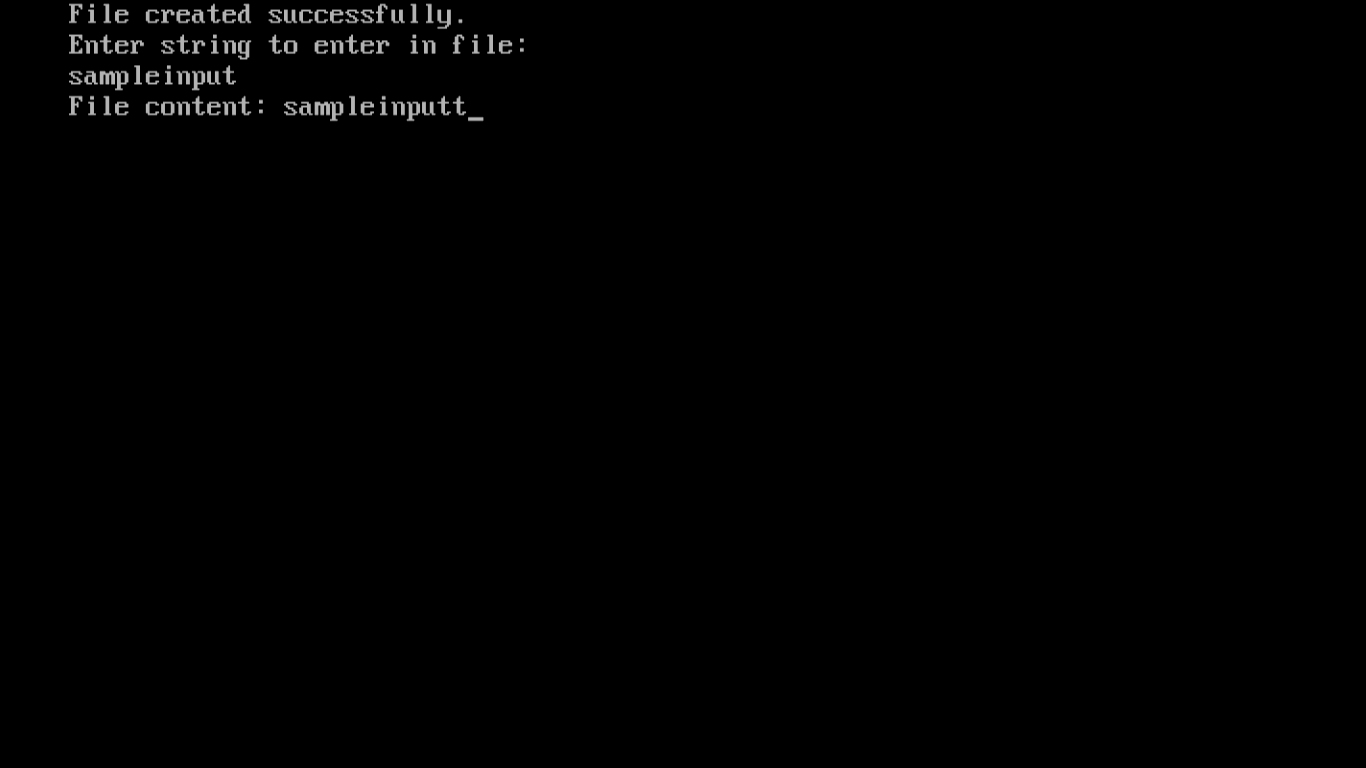 File created successfully.
Enter string to enter in file:
sampleinput
File content: sampleinputt_